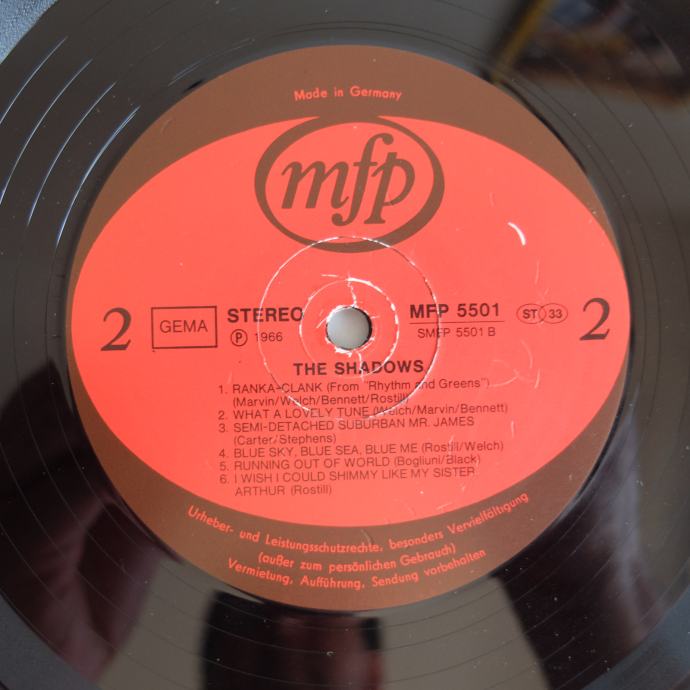 Made in Germany
mfp
2 GEMA STEREO MFP 5501 ST 33 2
Ⓟ 1966 SMFP 5501 B
THE SHADOWS
1. RANKA-CLANK (From "Rhythm and Greens")
(Marvin/Welch/Bennett/Rostill)
2. WHAT A LOVELY TUNE (Welch/Marvin/Bennett)
3. SEMI-DETACHED SUBURBAN MR. JAMES
(Carter/Stephens)
4. BLUE SKY, BLUE SEA, BLUE ME (Rostill/Welch)
5. RUNNING OUT OF WORLD (Bogliuni/Black)
6. I WISH I COULD SHIMMY LIKE MY SISTER
ARTHUR (Rostill)
Urheber- und Leistungsschutzrechte, besonders Vervielfältigung
(außer zum persönlichen Gebrauch)
Vermietung, Aufführung, Sendung vorbehalten